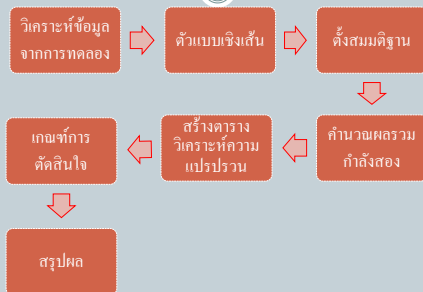 วิเคราะห์ข้อมูล
จากการทดลอง
ตัวแบบเชิงเส้น
ตั้งสมมติฐาน
คำนวณผลรวม
กำลังสอง
สร้างตาราง
วิเคราะห์ความ
แปรปรวน
เกณฑ์การ
ตัดสินใจ
สรุปผล